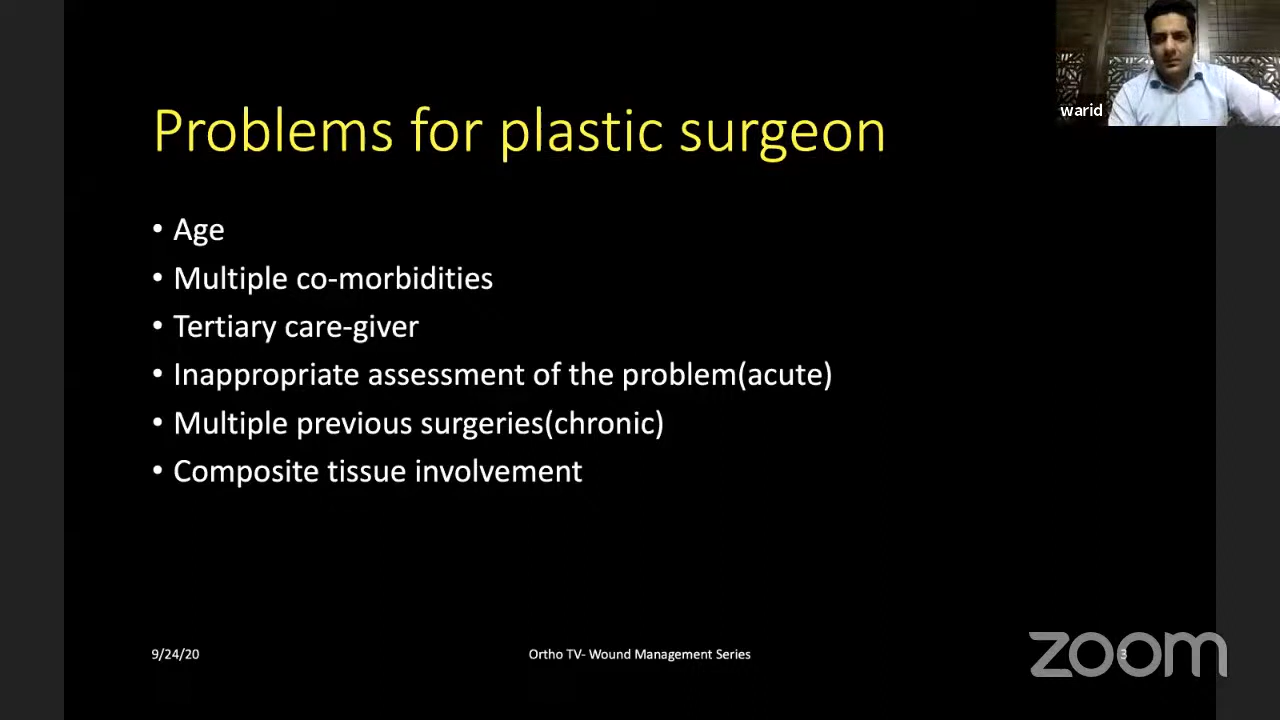 warid
Problems for plastic surgeon
• Age
• Multiple co-morbidities
• Tertiary care-giver
• Inappropriate assessment of the problem(acute)
• Multiple previous surgeries(chronic)
• Composite tissue involvement
9/24/20
Ortho TV- Wound Management Series
3
zoom